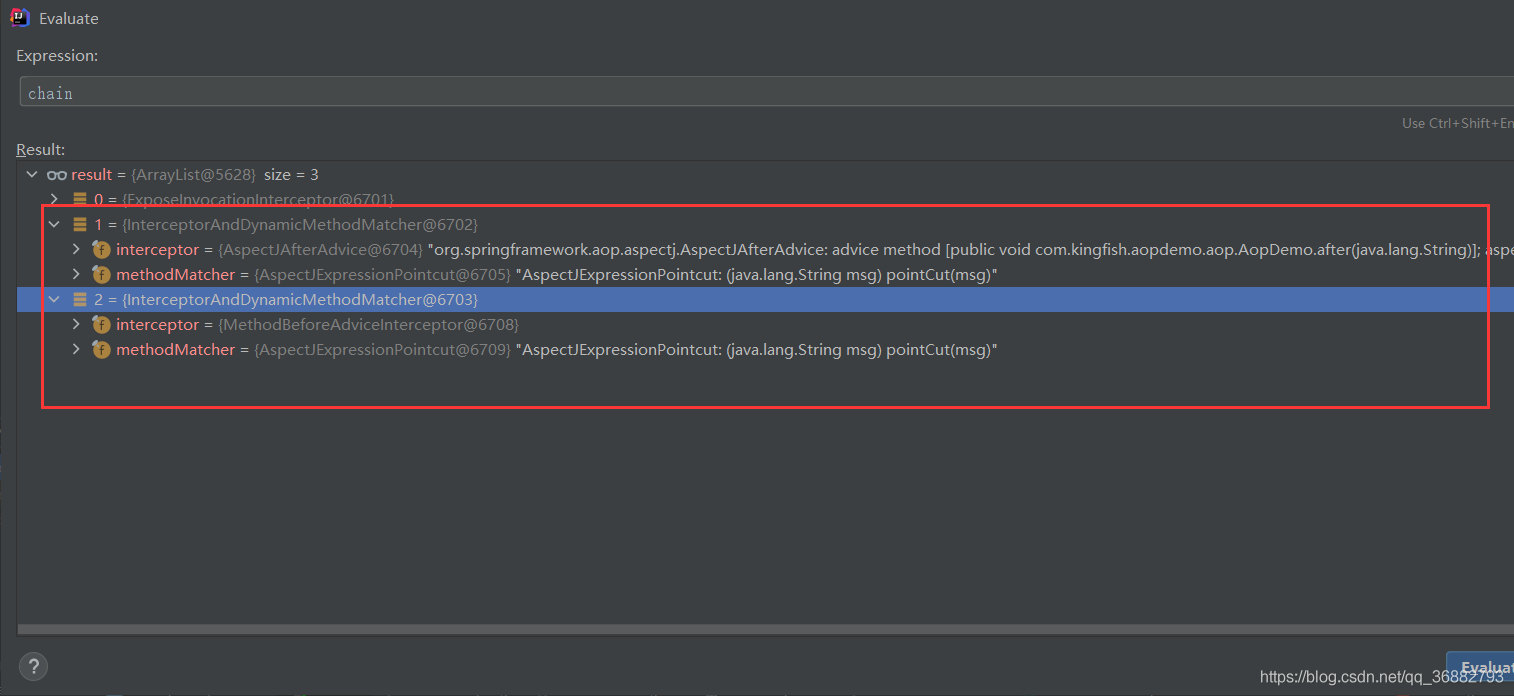 Evaluate
Expression:
chain
Use Ctrl+Shift+En
Result:
result = {ArrayList@5628} size = 3
0 = {ExposeInvocationInterceptor@6701}
1 = {InterceptorAndDynamicMethodMatcher@6702}
interceptor = {AspectJAfterAdvice@6704} "org.springframework.aop.aspectj.AspectJAfterAdvice: advice method [public void com.kingfish.aopdemo.aop.AopDemo.after(java.lang.String)]; aspe
methodMatcher = {AspectJExpressionPointcut@6705} "AspectJExpressionPointcut: (java.lang.String msg) pointCut(msg)"
2 = {InterceptorAndDynamicMethodMatcher@6703}
interceptor = {MethodBeforeAdviceInterceptor@6708}
methodMatcher = {AspectJExpressionPointcut@6709} "AspectJExpressionPointcut: (java.lang.String msg) pointCut(msg)"
?
Evaluat
https://blog.csdn.net/qq_36882793